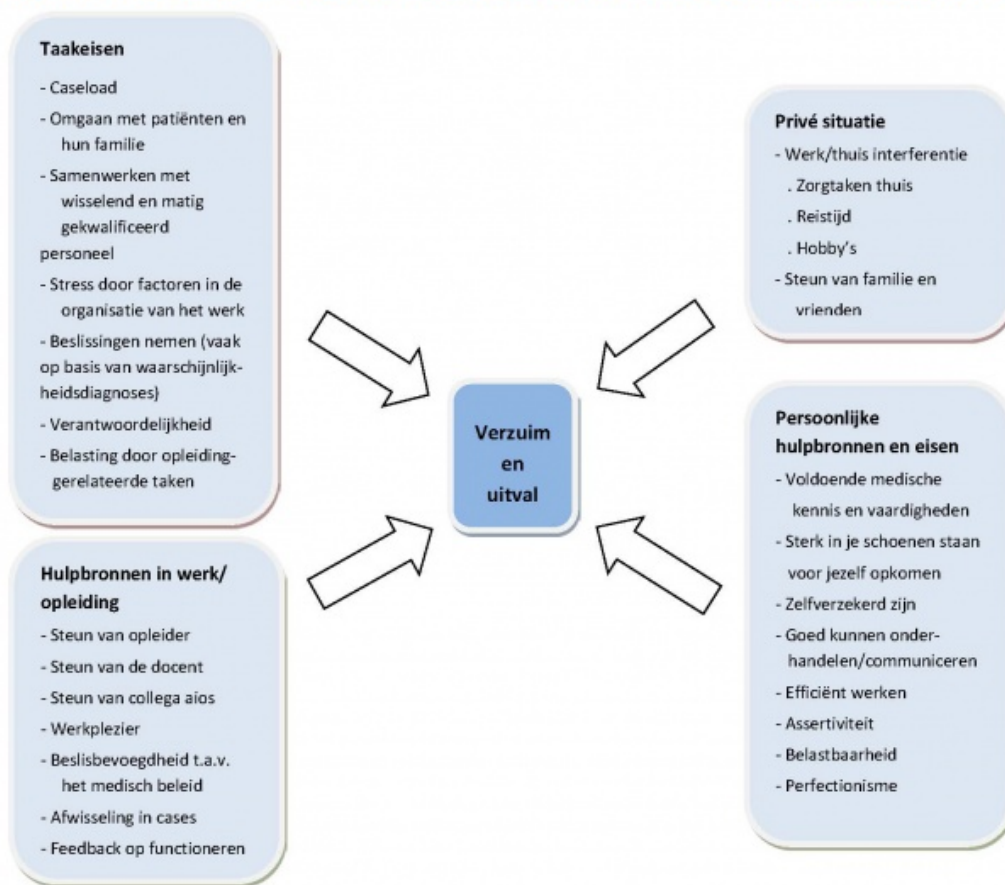 Taakeisen
- Caseload
- Omgaan met patiënten en
hun familie
- Samenwerken met
wisselend en matig
gekwalificeerd
personeel
- Stress door factoren in de
organisatie van het werk
- Beslissingen nemen (vaak
op basis van waarschijnlijk-
heidsdiagnoses)
- Verantwoordelijkheid
- Belasting door opleiding-
gerelateerde taken
Hulpbronnen in werk/
opleiding
- Steun van opleider
- Steun van de docent
- Steun van collega aios
- Werkplezier
- Beslisbevoegdheid t.a.v.
het medisch beleid
- Afwisseling in cases
- Feedback op functioneren
Verzuim
en
uitval
Privé situatie
- Werk/thuis interferentie
. Zorgtaken thuis
. Reistijd
. Hobby's
- Steun van familie en
vrienden
Persoonlijke
hulpbronnen en eisen
- Voldoende medische
kennis en vaardigheden
- Sterk in je schoenen staan
voor jezelf opkomen
- Zelfverzekerd zijn
- Goed kunnen onder-
handelen/communiceren
- Efficiënt werken
- Assertiviteit
- Belastbaarheid
- Perfectionisme